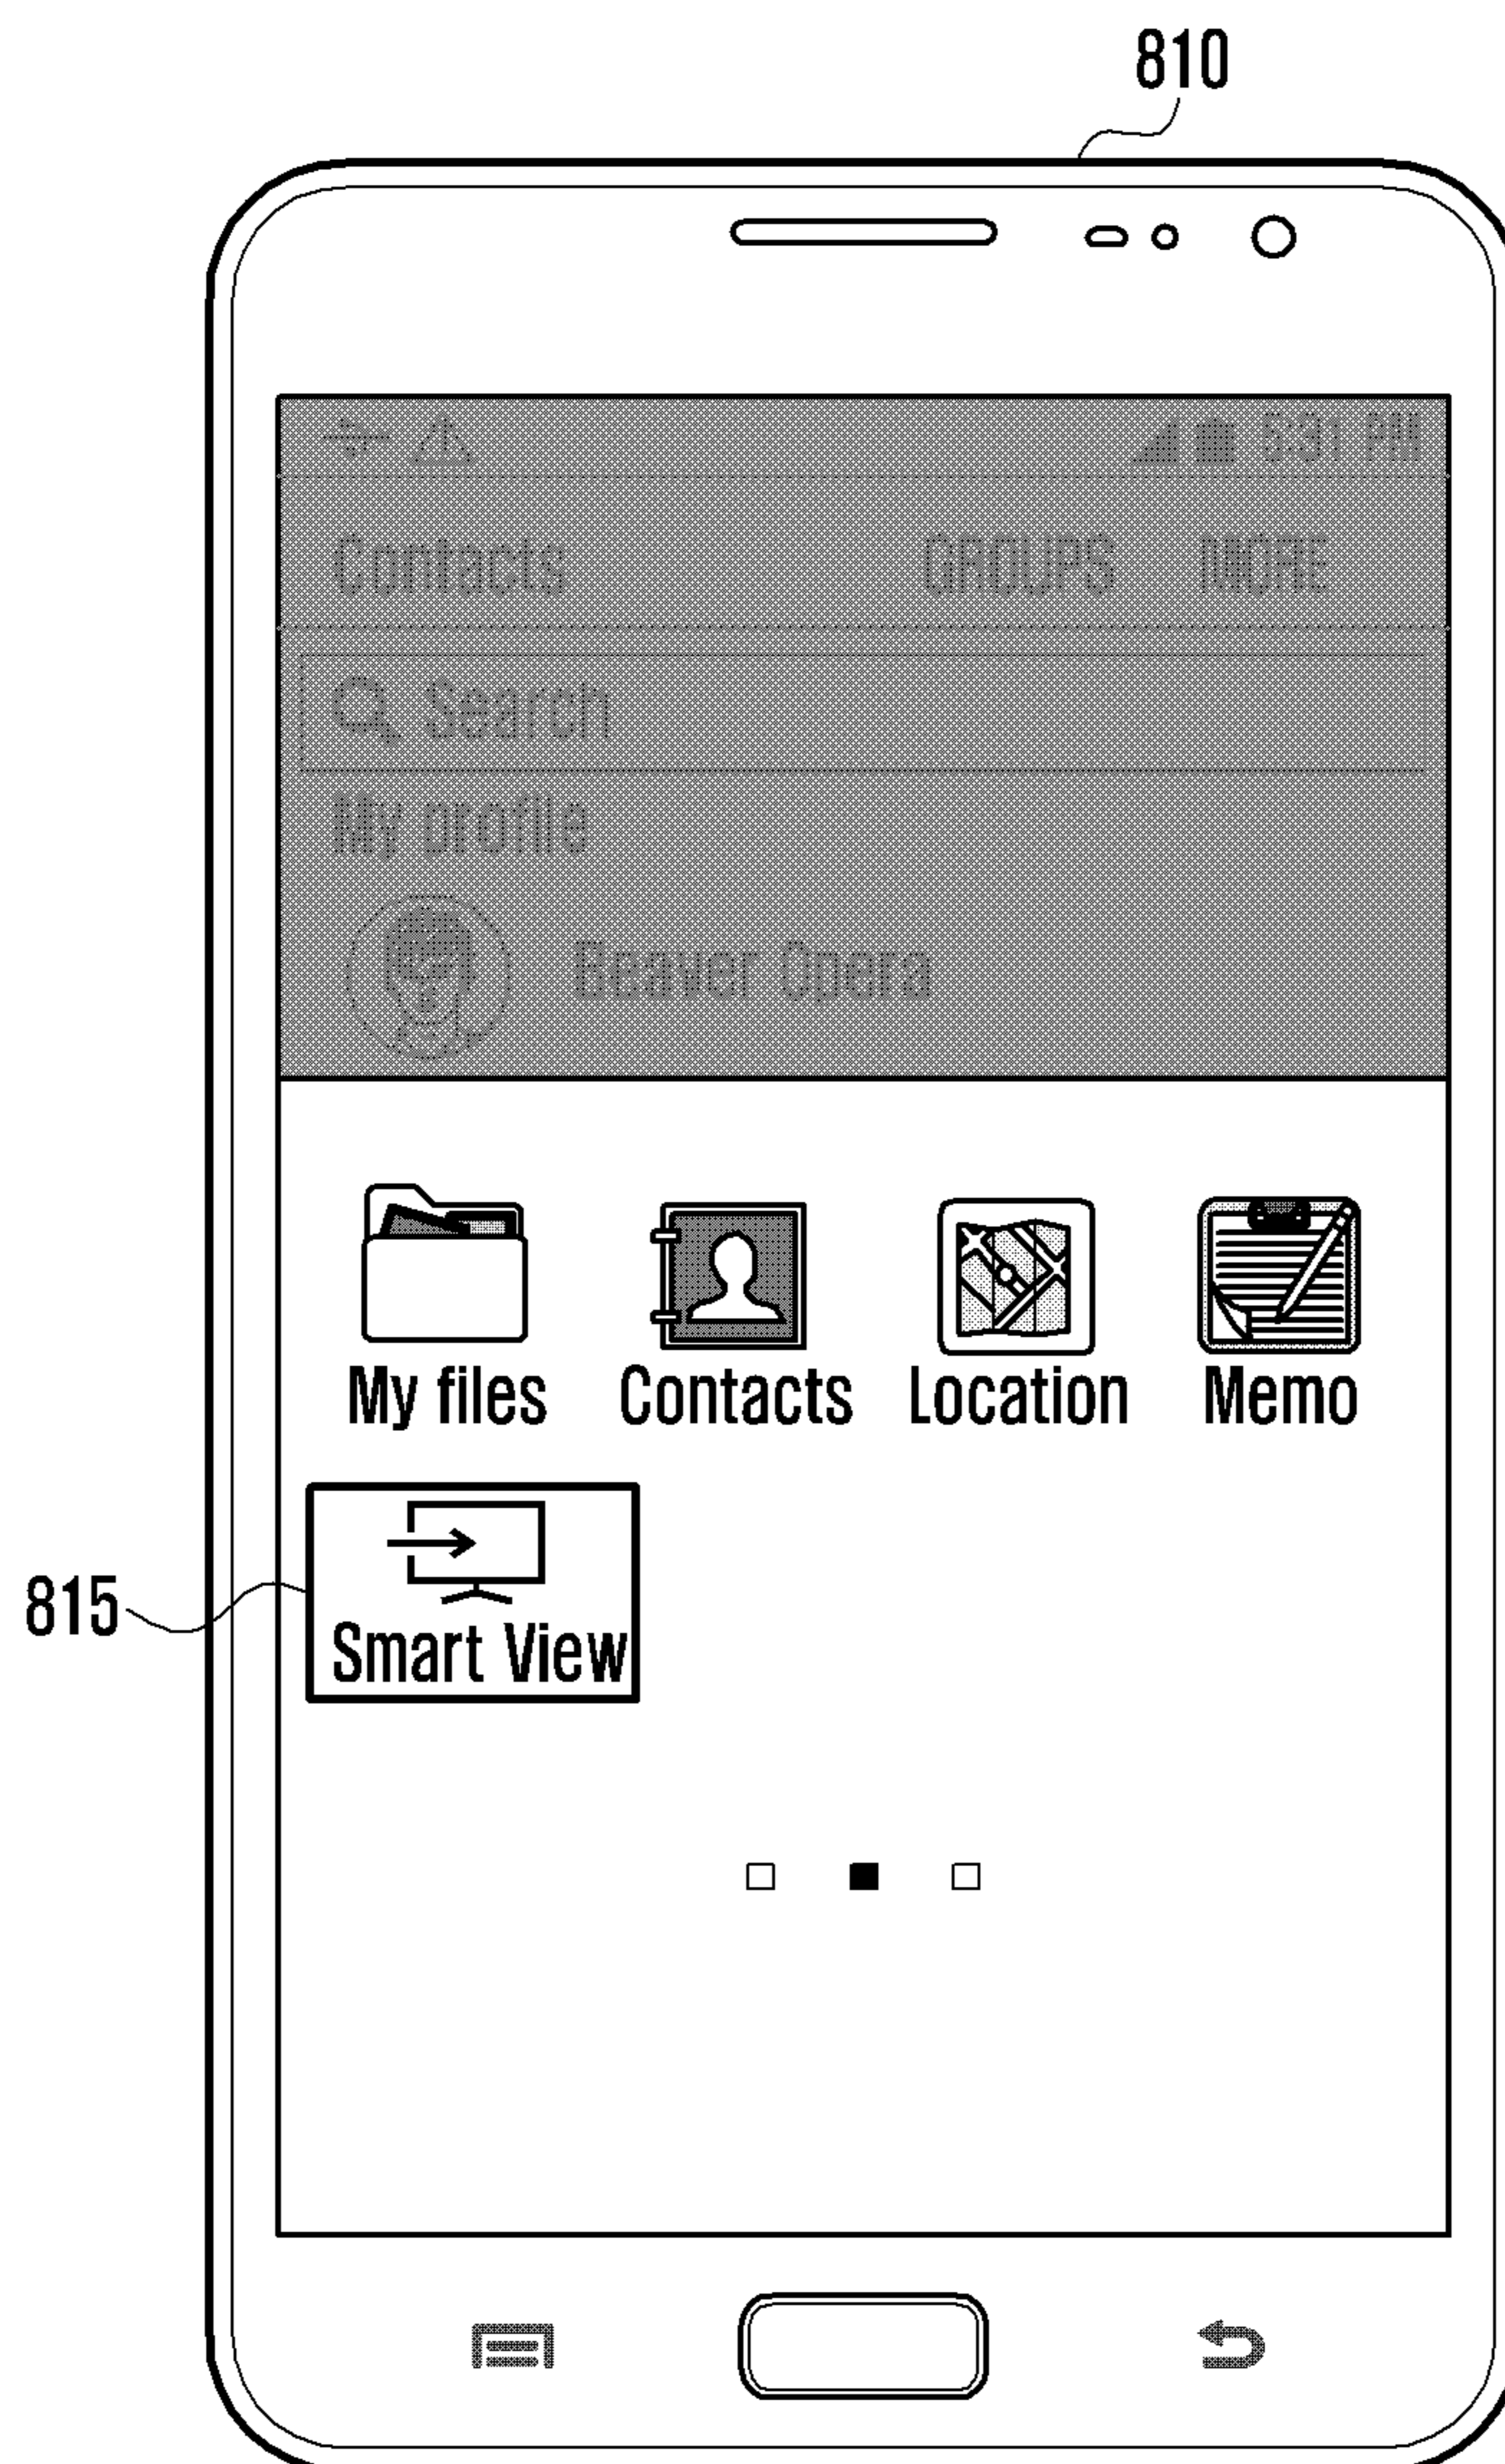 810
5:31 PM
Contacts GROUPS MORE
Search
My profile
Beaver Opera
My files Contacts Location Memo
815
Smart View